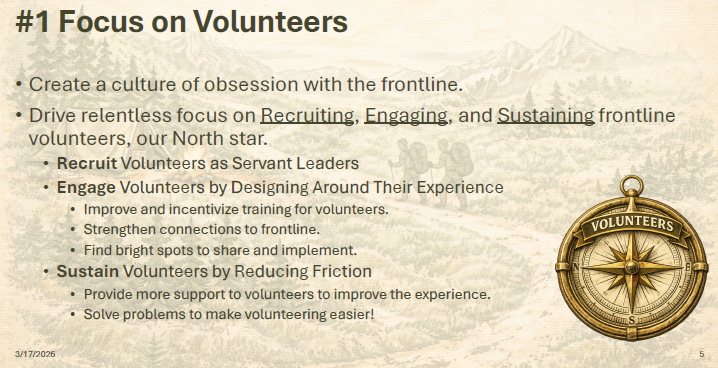 #1 Focus on Volunteers
• Create a culture of obsession with the frontline.
• Drive relentless focus on Recruiting, Engaging, and Sustaining frontline
volunteers, our North star.
• Recruit Volunteers as Servant Leaders
• Engage Volunteers by Designing Around Their Experience
• Improve and incentivize training for volunteers.
• Strengthen connections to frontline.
• Find bright spots to share and implement.
• Sustain Volunteers by Reducing Friction
• Provide more support to volunteers to improve the experience.
• Solve problems to make volunteering easier!
VOLUNTEERS
N
E
S
3/17/2026
5